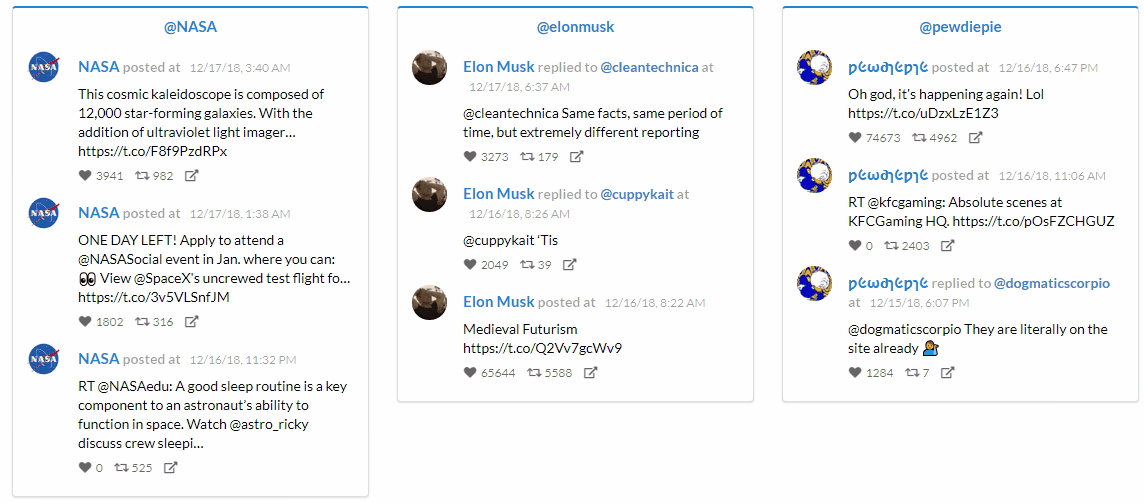 @NASA
NASA posted at 12/17/18, 3:40 AM
This cosmic kaleidoscope is composed of
12,000 star-forming galaxies. With the
addition of ultraviolet light imager…
https://t.co/F8f9PzdRPx
3941 982
NASA posted at 12/17/18, 1:38 AM
ONE DAY LEFT! Apply to attend a
@NASASocial event in Jan. where you can:
👀 View @SpaceX's uncrewed test flight fo…
https://t.co/3v5VLSnfJM
1802 316
NASA posted at 12/16/18, 11:32 PM
RT @NASAedu: A good sleep routine is a key
component to an astronaut’s ability to
function in space. Watch @astro_ricky
discuss crew sleepi…
0 525
@elonmusk
Elon Musk replied to @cleantechnica at
12/17/18, 6:37 AM
@cleantechnica Same facts, same period of
time, but extremely different reporting
3273 179
Elon Musk replied to @cuppykait at
12/16/18, 8:26 AM
@cuppykait ‘Tis
2049 39
Elon Musk posted at 12/16/18, 8:22 AM
Medieval Futurism
https://t.co/Q2Vv7gcWv9
65644 5588
@pewdiepie
ƿ૯ωძɿ૯ƿɿ૯ posted at 12/16/18, 6:47 PM
Oh god, it's happening again! Lol
https://t.co/uDzxLzE1Z3
74673 4962
ƿ૯ωძɿ૯ƿɿ૯ posted at 12/16/18, 11:06 AM
RT @kfcgaming: Absolute scenes at
KFCGaming HQ. https://t.co/pOsFZCHGUZ
0 2403
ƿ૯ωძɿ૯ƿɿ૯ replied to @dogmaticscorpio
at 12/15/18, 6:07 PM
@dogmaticscorpio They are literally on the
site already 💁‍♂️
1284 7